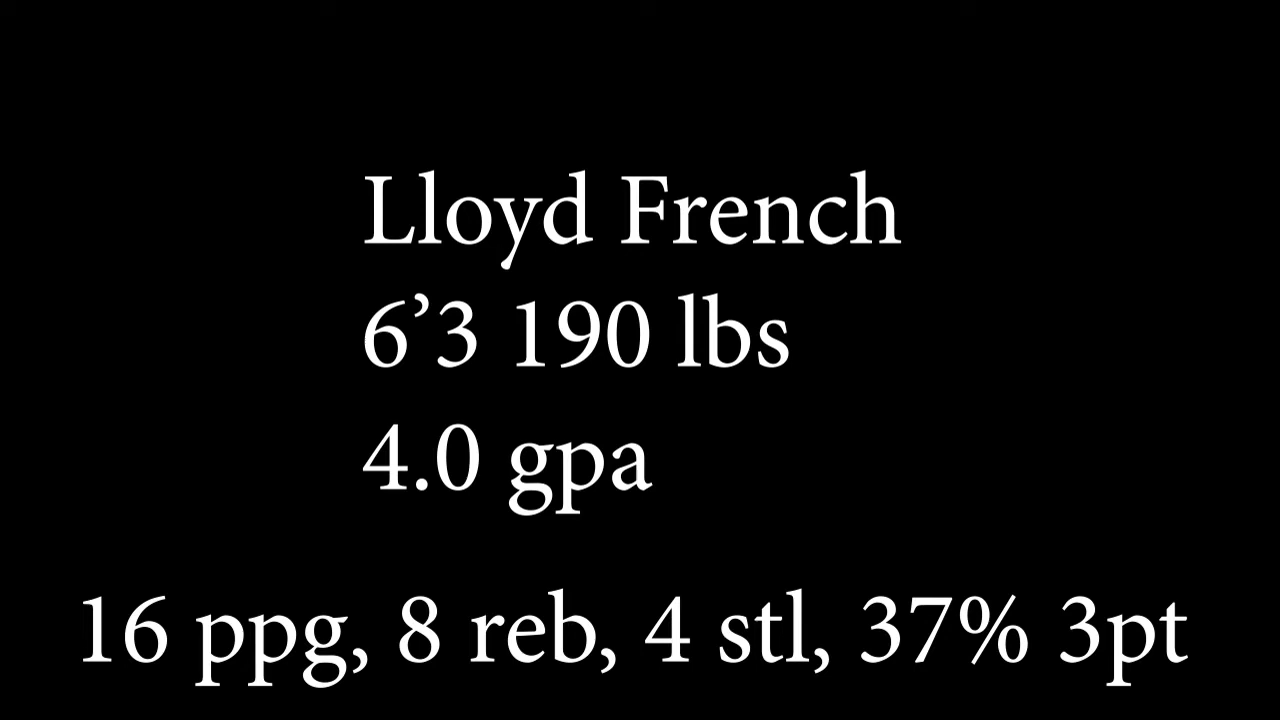 Lloyd French
6’3 190 lbs
4.0 gpa
16 ppg, 8 reb, 4 stl, 37% 3pt